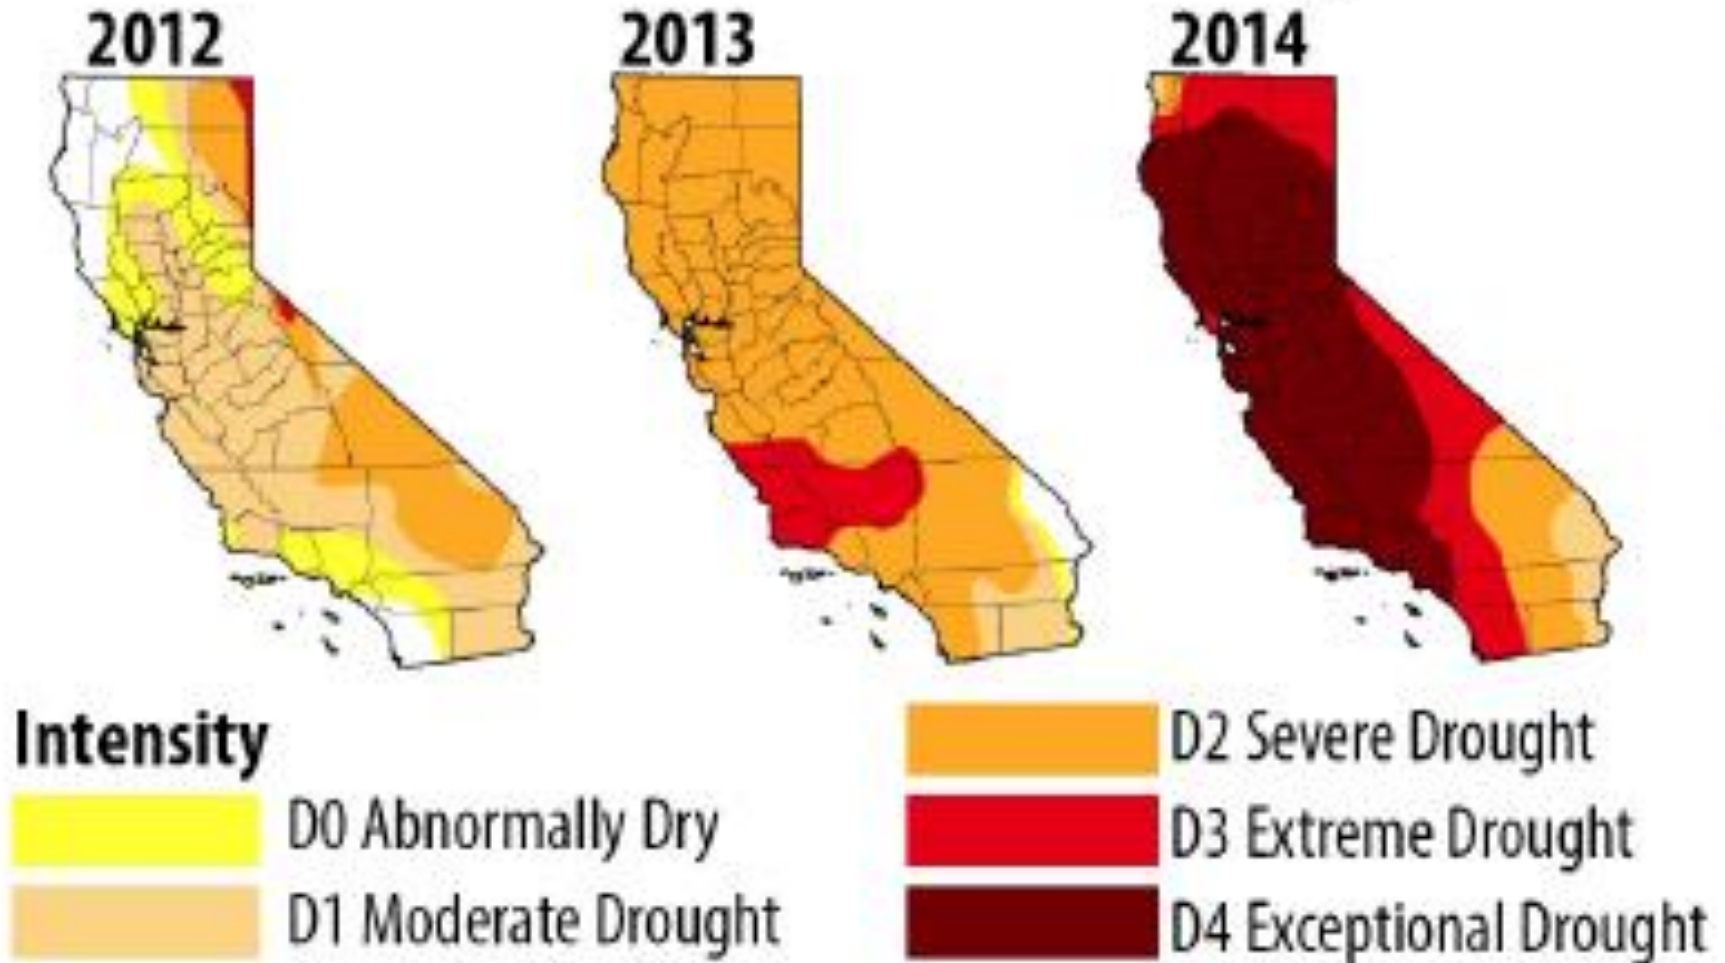 2012 2013 2014
Intensity
D0 Abnormally Dry
D1 Moderate Drought
D2 Severe Drought
D3 Extreme Drought
D4 Exceptional Drought